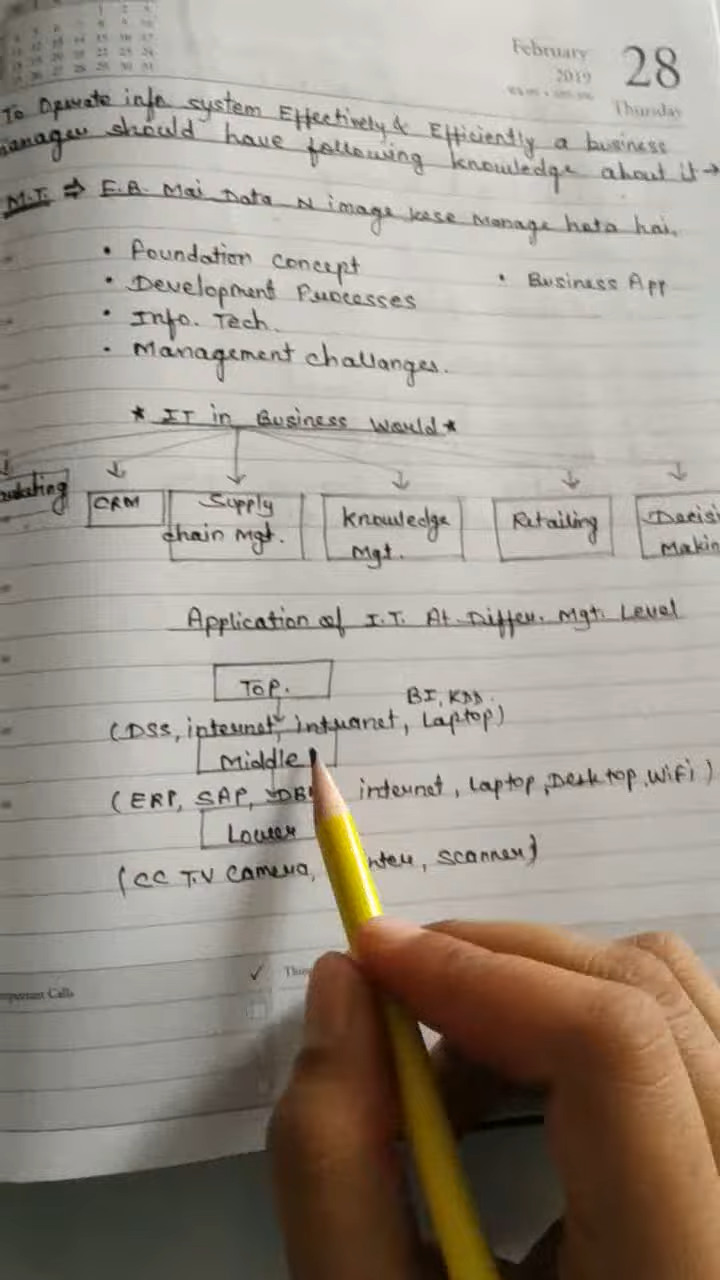 February
2019
28
Thursday
To Operate info system Effectively & Efficiently a business
should have following knowledge about it →
M.T. ⇒ F.B. Mai Data N image kese Manage hota hai.
• Foundation concept
• Business App
• Development Processes
• Info. Tech.
• Management challanges.
* IT in Business World *
CRM
Supply chain Mgt.
Knowledge Mgt.
Retailing
Application of I.T. At Differ. Mgt. Level
Top.
BI, KDD.
(DSS, internet, intranet, Laptop)
Middle
(ERP, SAP, internet, Laptop, Desktop, WiFi)
Lower
(CC T.V Camera, scanner)